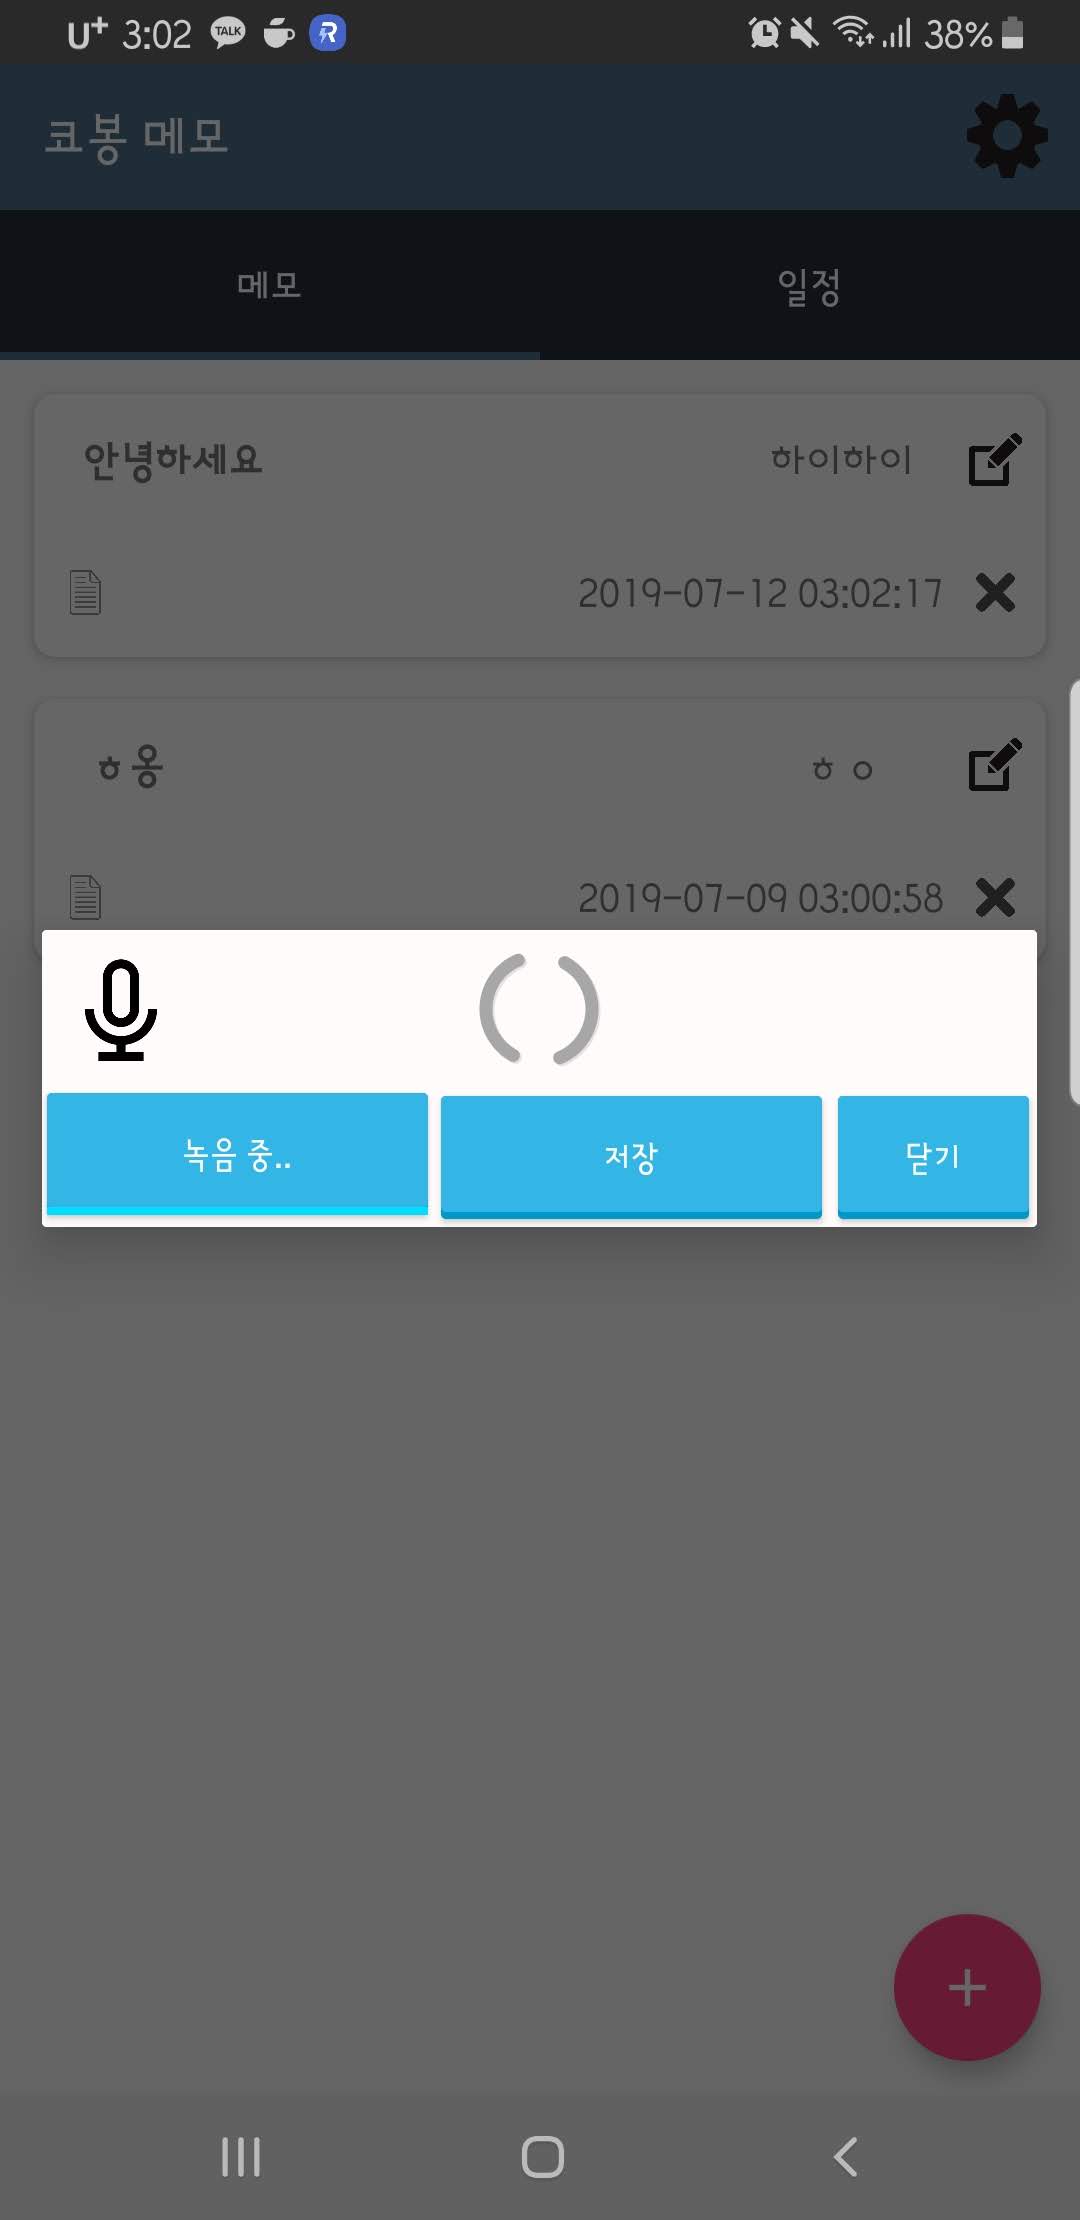 U+ 3:02 TALK R 38%
코봉 메모
메모 일정
안녕하세요 하이하이
2019-07-12 03:02:17
ㅎ옹 ㅎㅇ
2019-07-09 03:00:58
녹음 중.. 저장 닫기